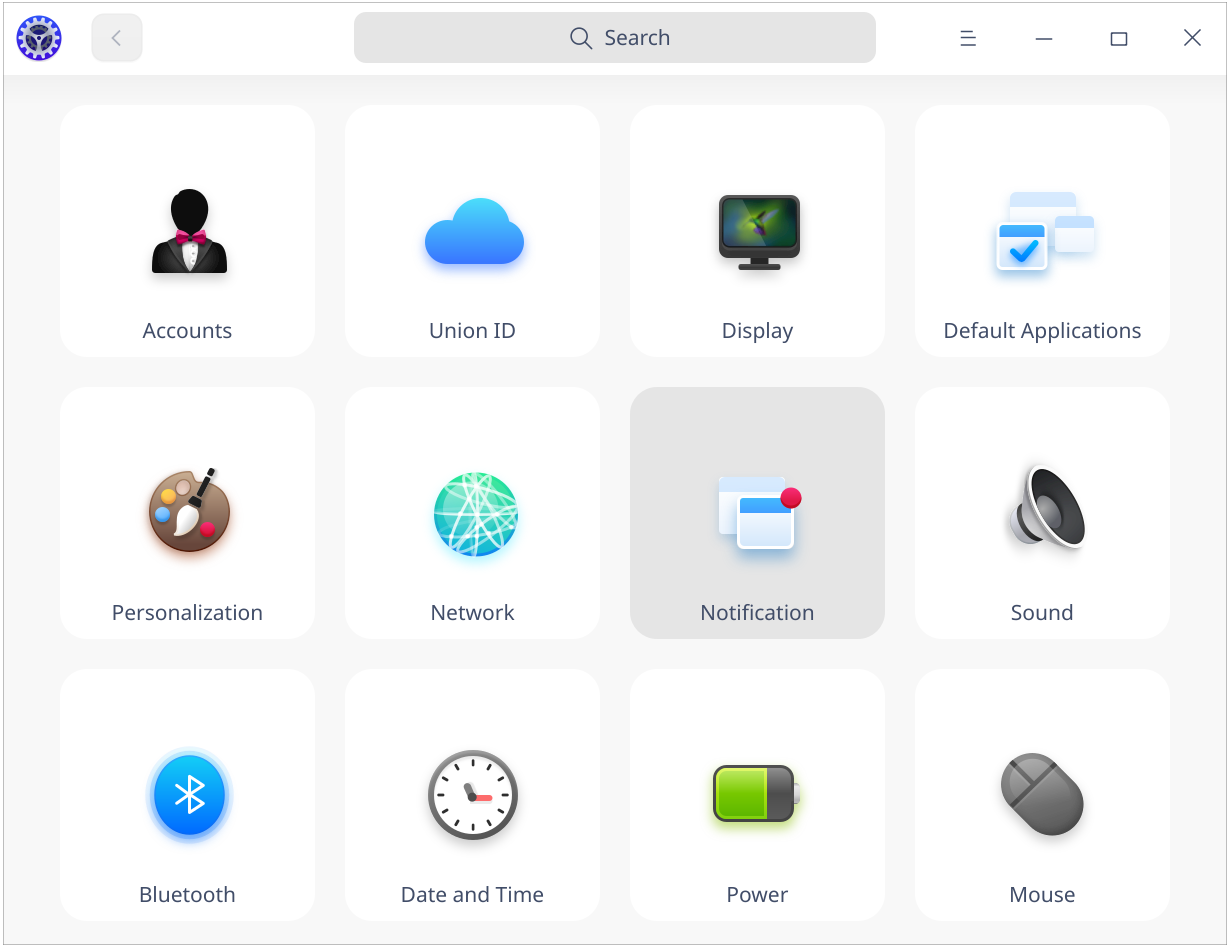 Search
Accounts
Union ID
Display
Default Applications
Personalization
Network
Notification
Sound
Bluetooth
Date and Time
Power
Mouse